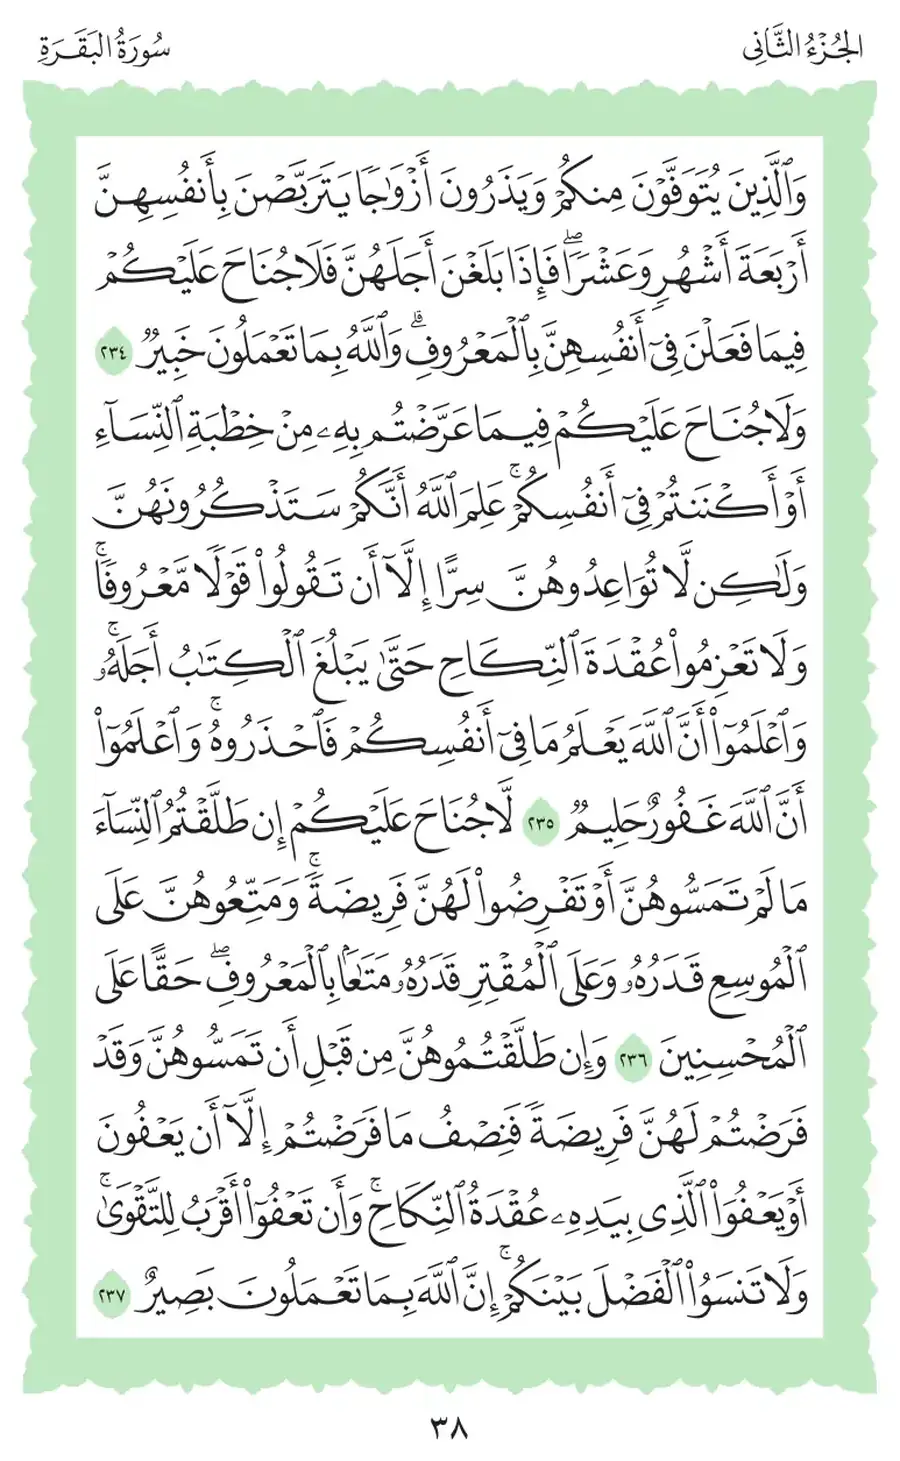 الجُزْءُ الثَّانِي
سُورَةُ البَقَرَةِ
وَٱلَّذِينَ يُتَوَفَّوْنَ مِنكُمْ وَيَذَرُونَ أَزْوَٰجًا يَتَرَبَّصْنَ بِأَنفُسِهِنَّ
أَرْبَعَةَ أَشْهُرٍ وَعَشْرًا ۖ فَإِذَا بَلَغْنَ أَجَلَهُنَّ فَلَا جُنَاحَ عَلَيْكُمْ
فِيمَا فَعَلْنَ فِىٓ أَنفُسِهِنَّ بِٱلْمَعْرُوفِ ۗ وَٱللَّهُ بِمَا تَعْمَلُونَ خَبِيرٌ ٢٣٤
وَلَا جُنَاحَ عَلَيْكُمْ فِيمَا عَرَّضْتُم بِهِۦ مِنْ خِطْبَةِ ٱلنِّسَآءِ
أَوْ أَكْنَنتُمْ فِىٓ أَنفُسِكُمْ ۚ عَلِمَ ٱللَّهُ أَنَّكُمْ سَتَذْكُرُونَهُنَّ
وَلَٰكِن لَّا تُوَاعِدُوهُنَّ سِرًّا إِلَّآ أَن تَقُولُوا۟ قَوْلًا مَّعْرُوفًا ۚ
وَلَا تَعْزِمُوا۟ عُقْدَةَ ٱلنِّكَاحِ حَتَّىٰ يَبْلُغَ ٱلْكِتَٰبُ أَجَلَهُۥ ۚ
وَٱعْلَمُوٓا۟ أَنَّ ٱللَّهَ يَعْلَمُ مَا فِىٓ أَنفُسِكُمْ فَٱحْذَرُوهُ ۚ وَٱعْلَمُوٓا۟
أَنَّ ٱللَّهَ غَفُورٌ حَلِيمٌ ٢٣٥ لَّا جُنَاحَ عَلَيْكُمْ إِن طَلَّقْتُمُ ٱلنِّسَآءَ
مَا لَمْ تَمَسُّوهُنَّ أَوْ تَفْرِضُوا۟ لَهُنَّ فَرِيضَةً ۚ وَمَتِّعُوهُنَّ عَلَى
ٱلْمُوسِعِ قَدَرُهُۥ وَعَلَى ٱلْمُقْتِرِ قَدَرُهُۥ مَتَٰعًۢا بِٱلْمَعْرُوفِ ۖ حَقًّا عَلَى
ٱلْمُحْسِنِينَ ٢٣٦ وَإِن طَلَّقْتُمُوهُنَّ مِن قَبْلِ أَن تَمَسُّوهُنَّ وَقَدْ
فَرَضْتُمْ لَهُنَّ فَرِيضَةً فَنِصْفُ مَا فَرَضْتُمْ إِلَّآ أَن يَعْفُونَ
أَوْ يَعْفُوَا۟ ٱلَّذِى بِيَدِهِۦ عُقْدَةُ ٱلنِّكَاحِ ۚ وَأَن تَعْفُوٓا۟ أَقْرَبُ لِلتَّقْوَىٰ ۚ
وَلَا تَنسَوُا۟ ٱلْفَضْلَ بَيْنَكُمْ ۚ إِنَّ ٱللَّهَ بِمَا تَعْمَلُونَ بَصِيرٌ ٢٣٧
٣٨